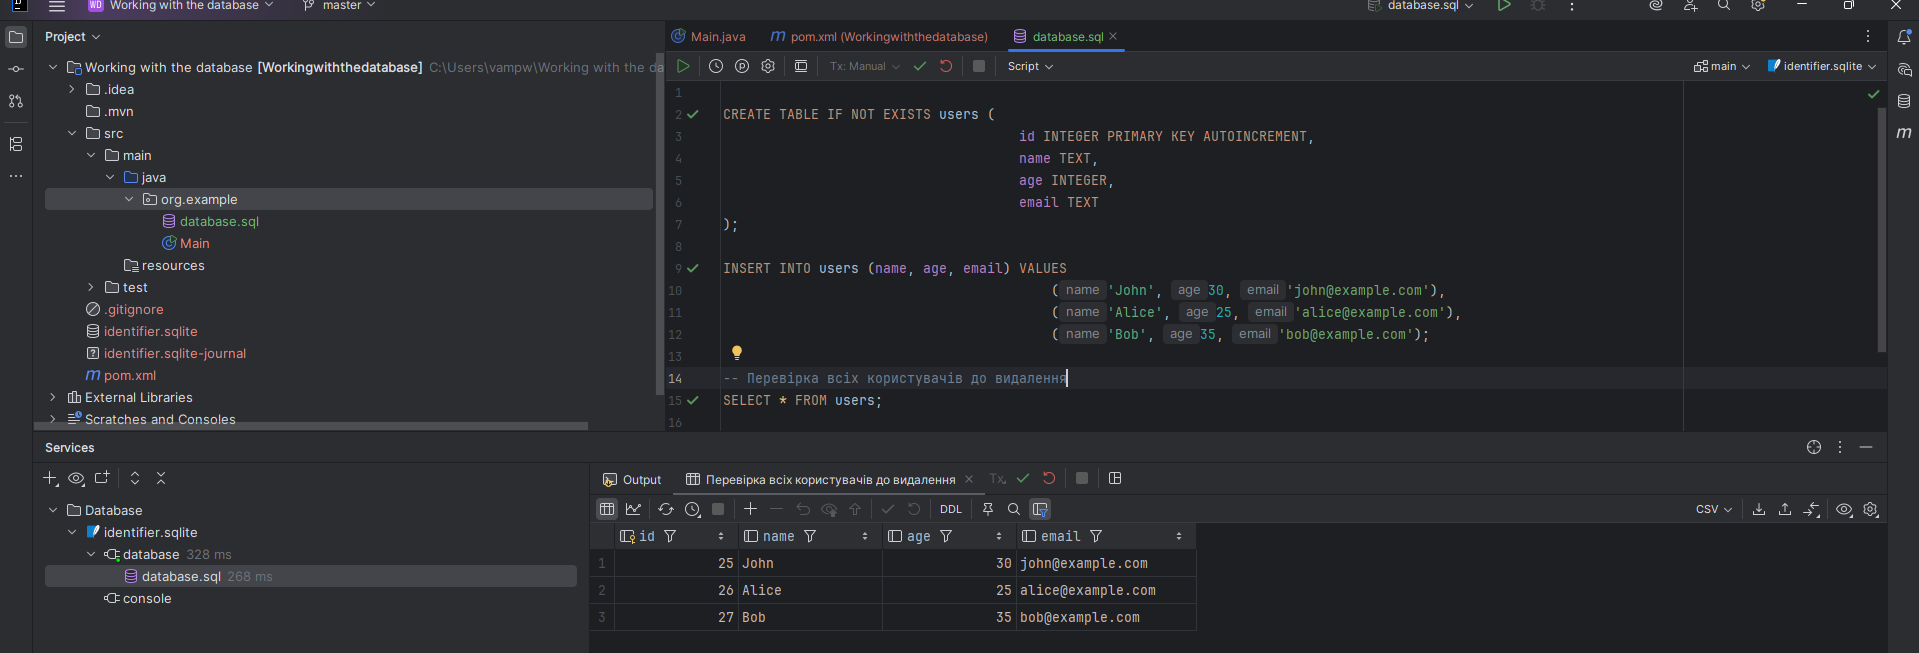 WD Working with the database master database.sql
Project
Main.java pom.xml (Workingwiththedatabase) database.sql
Working with the database [Workingwiththedatabase] C:\Users\vampw\Working with the da
Tx: Manual Script main identifier.sqlite
.idea
.mvn
src
main
java
org.example
database.sql
Main
resources
test
.gitignore
identifier.sqlite
identifier.sqlite-journal
pom.xml
External Libraries
Scratches and Consoles
1
2 CREATE TABLE IF NOT EXISTS users (
3 id INTEGER PRIMARY KEY AUTOINCREMENT,
4 name TEXT,
5 age INTEGER,
6 email TEXT
7 );
8
9 INSERT INTO users (name, age, email) VALUES
10 ( name 'John', age 30, email 'john@example.com'),
11 ( name 'Alice', age 25, email 'alice@example.com'),
12 ( name 'Bob', age 35, email 'bob@example.com');
13
14 -- Перевірка всіх користувачів до видалення
15 SELECT * FROM users;
16
Services
Output Перевірка всіх користувачів до видалення Tx
DDL CSV
Database
identifier.sqlite
database 328 ms
database.sql 268 ms
console
id name age email
1 25 John 30 john@example.com
2 26 Alice 25 alice@example.com
3 27 Bob 35 bob@example.com